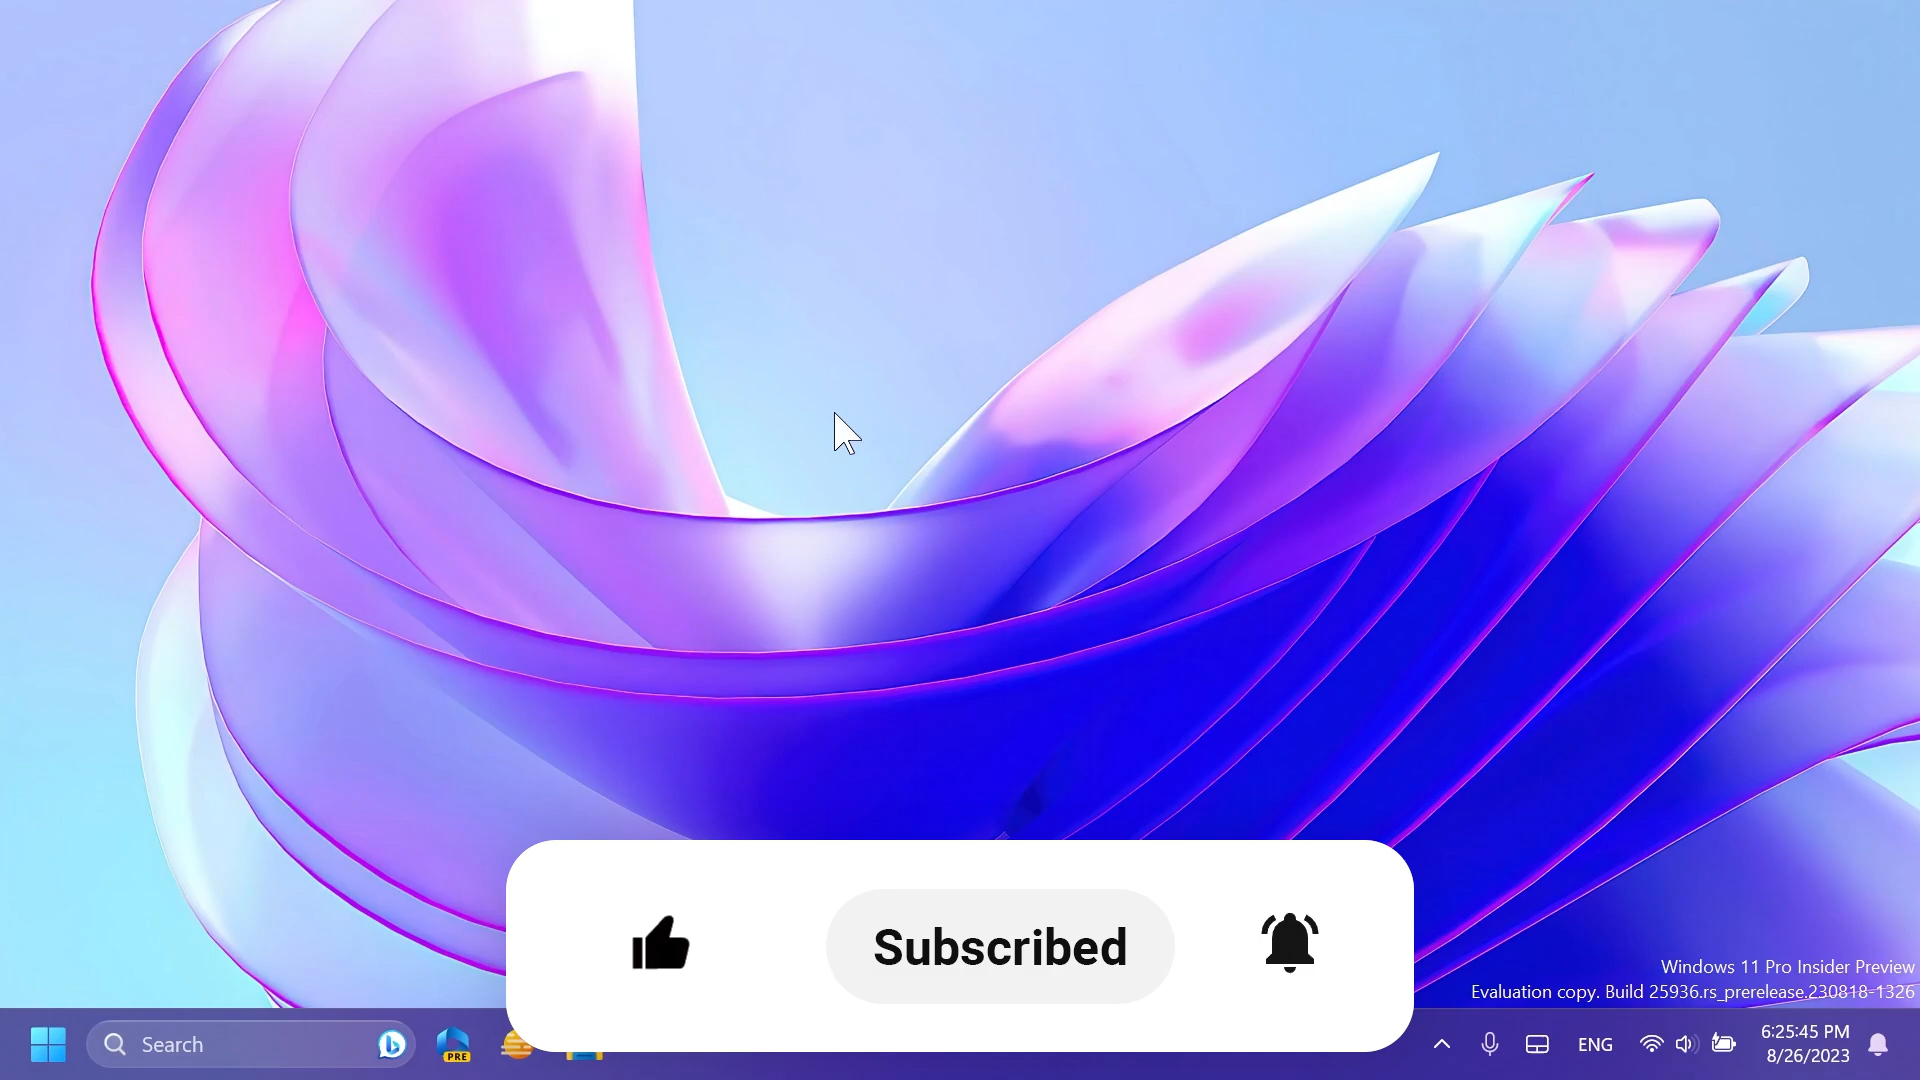 Subscribed
Windows 11 Pro Insider Preview
Evaluation copy. Build 25936.rs_prerelease.230818-1326
Search
PRE
ENG
6:25:45 PM
8/26/2023